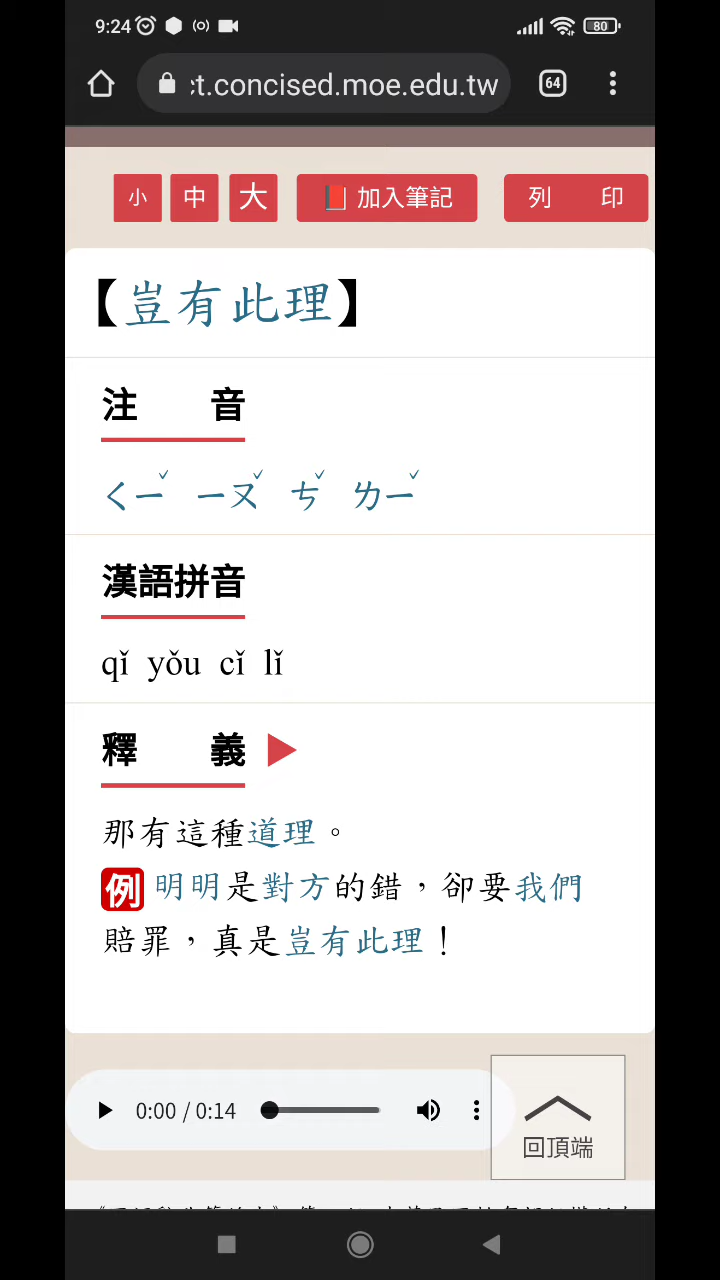 9:24 80
:t.concised.moe.edu.tw 64
小 中 大 加入筆記 列 印
【豈有此理】
注 音
ㄑㄧˇ ㄧㄡˇ ㄘˇ ㄌㄧˇ
漢語拼音
qǐ yǒu cǐ lǐ
釋 義
那有這種道理。
例 明明是對方的錯，卻要我們
賠罪，真是豈有此理！
0:00 / 0:14
回頂端